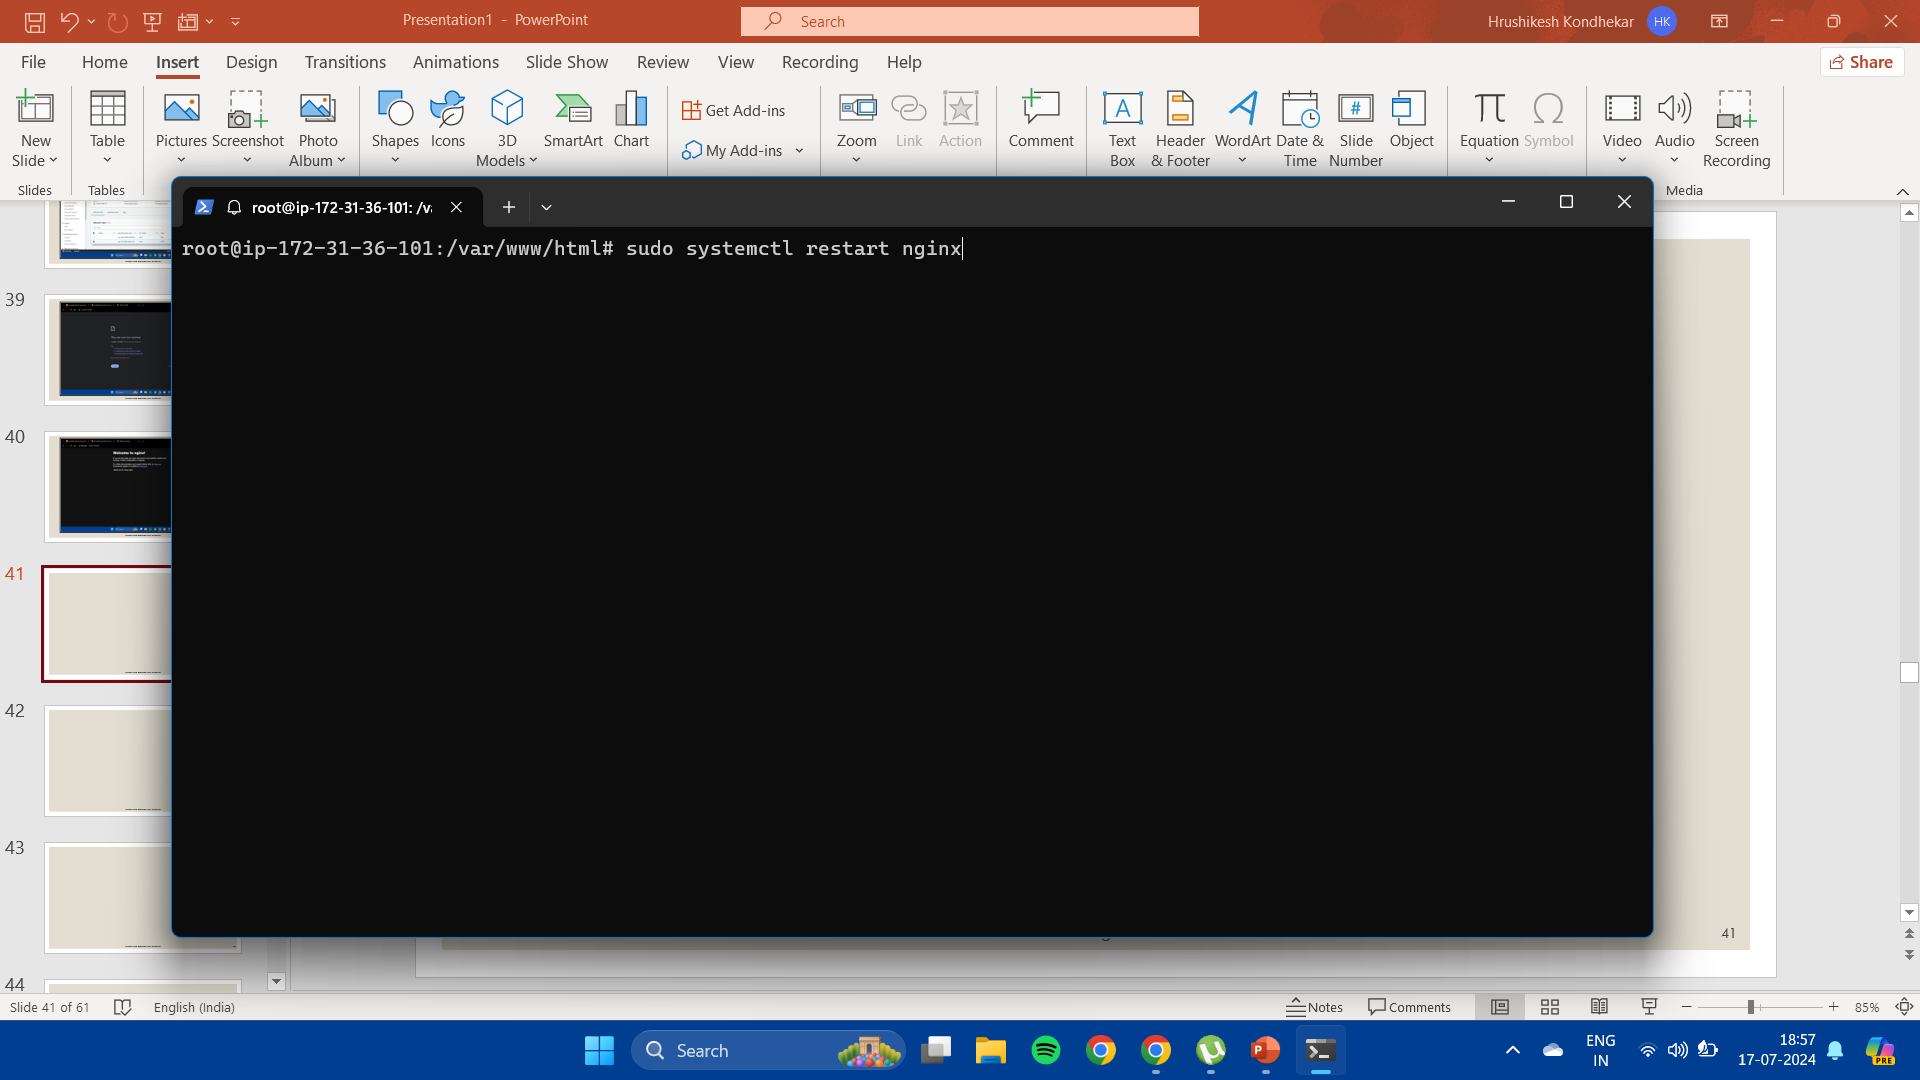 Presentation1 - PowerPoint
Search
Hrushikesh Kondhekar
HK
File Home Insert Design Transitions Animations Slide Show Review View Recording Help
Share
New Slide
Table
Pictures
Screenshot
Photo Album
Shapes
Icons
3D Models
SmartArt
Chart
Get Add-ins
My Add-ins
Zoom
Link
Action
Comment
Text Box
Header & Footer
WordArt
Date & Time
Slide Number
Object
Equation
Symbol
Video
Audio
Screen Recording
Slides
Tables
Media
root@ip-172-31-36-101: /v
root@ip-172-31-36-101:/var/www/html# sudo systemctl restart nginx
39
40
Welcome to nginx!
41
42
43
44
41
Slide 41 of 61
English (India)
Notes
Comments
85%
Search
ENG
IN
18:57
17-07-2024
PRE